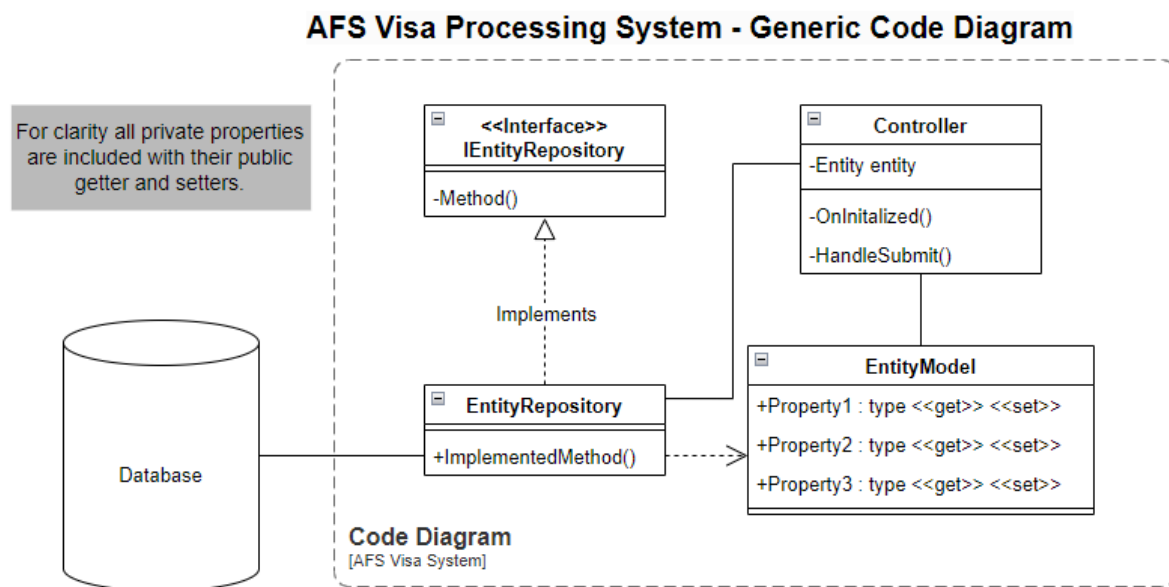 AFS Visa Processing System - Generic Code Diagram
For clarity all private properties
are included with their public
getter and setters.
<<Interface>>
IEntityRepository
-Method()
Controller
-Entity entity
-OnInitalized()
-HandleSubmit()
Implements
EntityModel
+Property1 : type <<get>> <<set>>
+Property2 : type <<get>> <<set>>
+Property3 : type <<get>> <<set>>
EntityRepository
+ImplementedMethod()
Database
Code Diagram
[AFS Visa System]